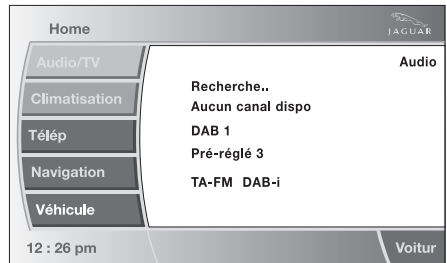 Home
JAGUAR
Audio/TV
Audio
Climatisation
Recherche..
Aucun canal dispo
Télép
DAB 1
Pré-réglé 3
Navigation
TA-FM DAB-i
Véhicule
12 : 26 pm
Voitur